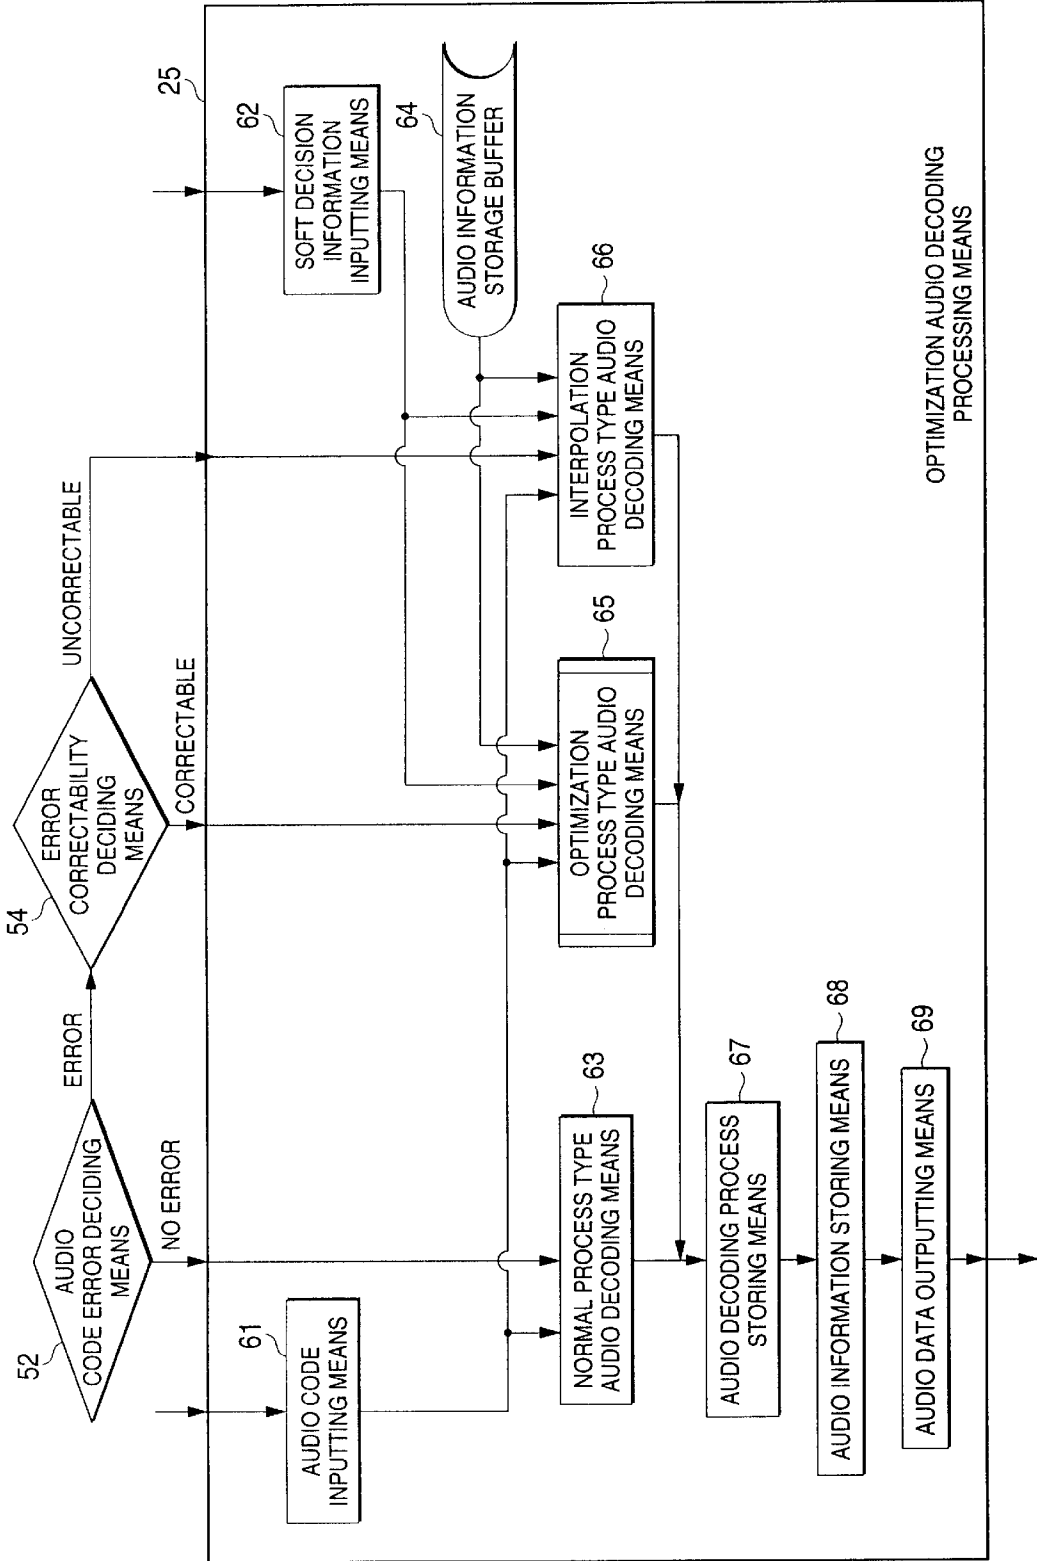 52
AUDIO
CODE ERROR DECIDING
MEANS
ERROR
NO ERROR
54
ERROR
CORRECTABILITY
DECIDING
MEANS
UNCORRECTABLE
CORRECTABLE
25
61
AUDIO CODE
INPUTTING MEANS
62
SOFT DECISION
INFORMATION
INPUTTING MEANS
64
AUDIO INFORMATION
STORAGE BUFFER
63
NORMAL PROCESS TYPE
AUDIO DECODING MEANS
65
OPTIMIZATION
PROCESS TYPE AUDIO
DECODING MEANS
66
INTERPOLATION
PROCESS TYPE AUDIO
DECODING MEANS
67
AUDIO DECODING PROCESS
STORING MEANS
68
AUDIO INFORMATION STORING MEANS
69
AUDIO DATA OUTPUTTING MEANS
OPTIMIZATION AUDIO DECODING
PROCESSING MEANS